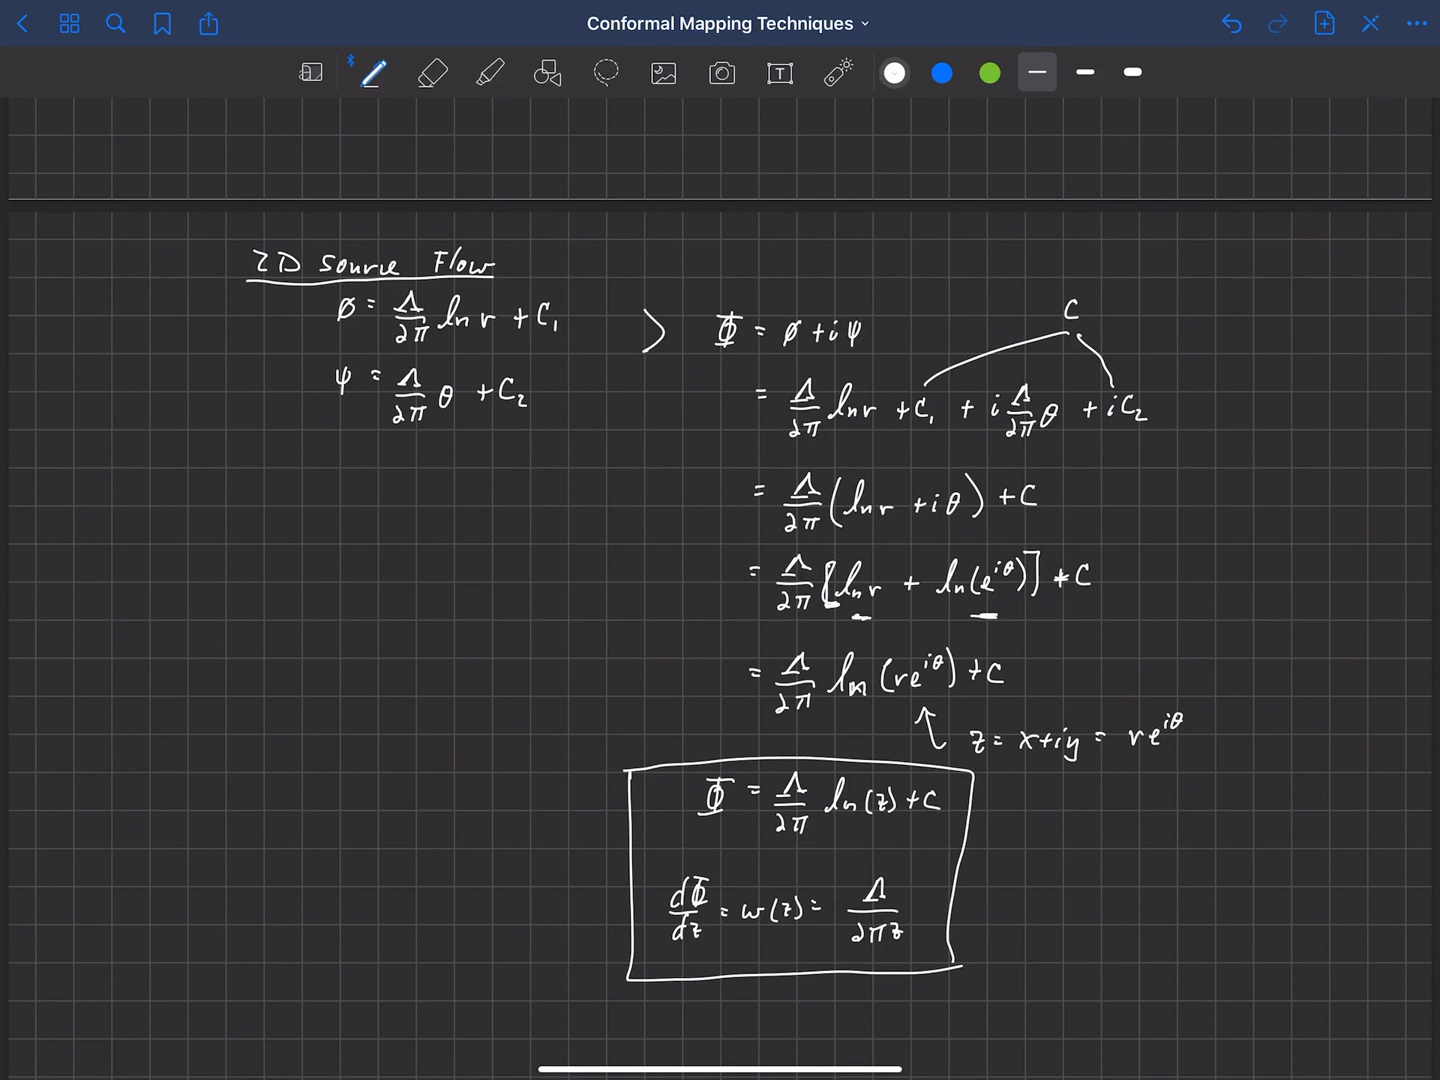 Conformal Mapping Techniques
T
2D Source Flow
φ = Λ/2π ln r + C₁
ψ = Λ/2π θ + C₂
Φ = φ + iψ
C
= Λ/2π ln r + C₁ + i Λ/2π θ + iC₂
= Λ/2π (ln r + iθ) + C
= Λ/2π [ln r + ln(e^{iθ})] + C
= Λ/2π ln (re^{iθ}) + C
z = x+iy = re^{iθ}
Φ = Λ/2π ln(z) + C
dΦ/dz = w(z) = Λ/2πz